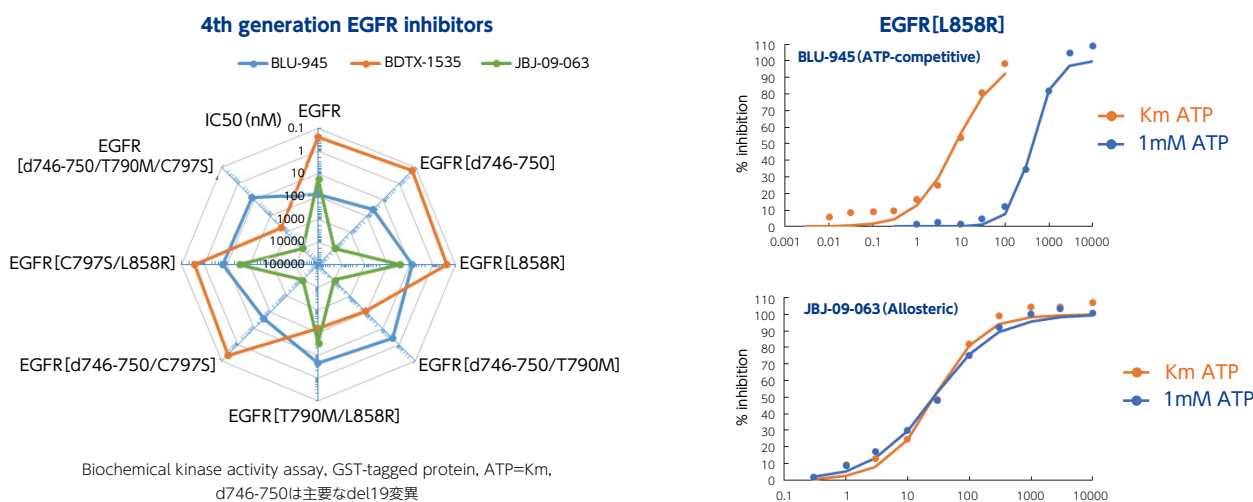 4th generation EGFR inhibitors
BLU-945
BDTX-1535
JBJ-09-063
IC50 (nM)
EGFR
EGFR[d746-750]
EGFR[L858R]
EGFR[d746-750/T790M]
EGFR[T790M/L858R]
EGFR[d746-750/C797S]
EGFR[C797S/L858R]
EGFR
[d746-750/T790M/C797S]
0.1
1
10
100
1000
10000
100000
Biochemical kinase activity assay, GST-tagged protein, ATP=Km,
d746-750は主要なdel19変異
EGFR[L858R]
BLU-945(ATP-competitive)
% inhibition
110
100
90
80
70
60
50
40
30
20
10
0
0.001
0.01
0.1
1
10
100
1000
10000
Km ATP
1mM ATP
JBJ-09-063(Allosteric)
% inhibition
110
100
90
80
70
60
50
40
30
20
10
0
0.1
1
10
100
1000
10000
Km ATP
1mM ATP